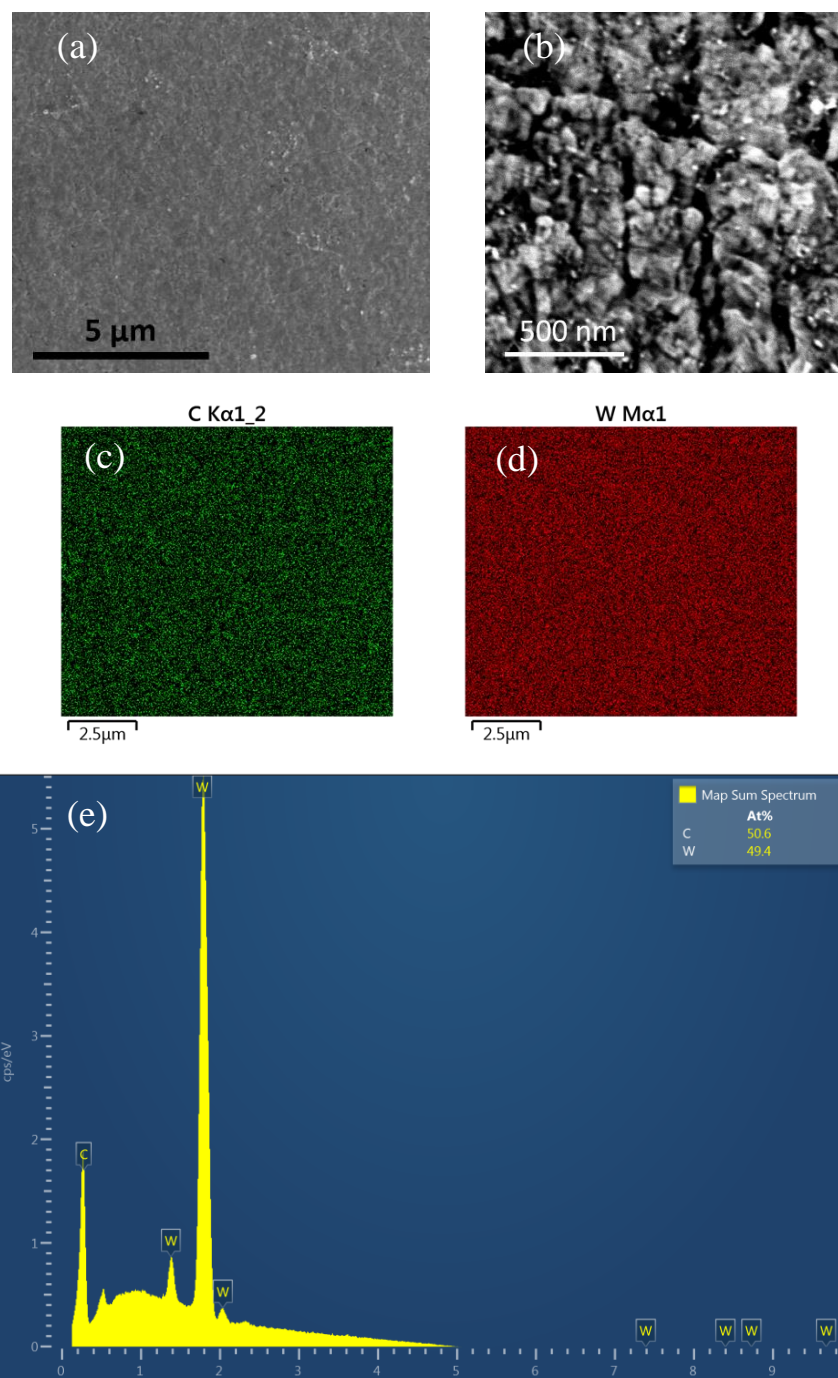 (a)
5 μm
(b)
500 nm
C Kα1_2
(c)
2.5μm
W Mα1
(d)
2.5μm
(e)
W
Map Sum Spectrum
At%
C 50.6
W 49.4
5
4
3
2
1
0
cps/eV
C
W
W
W W W W
0 1 2 3 4 5 6 7 8 9